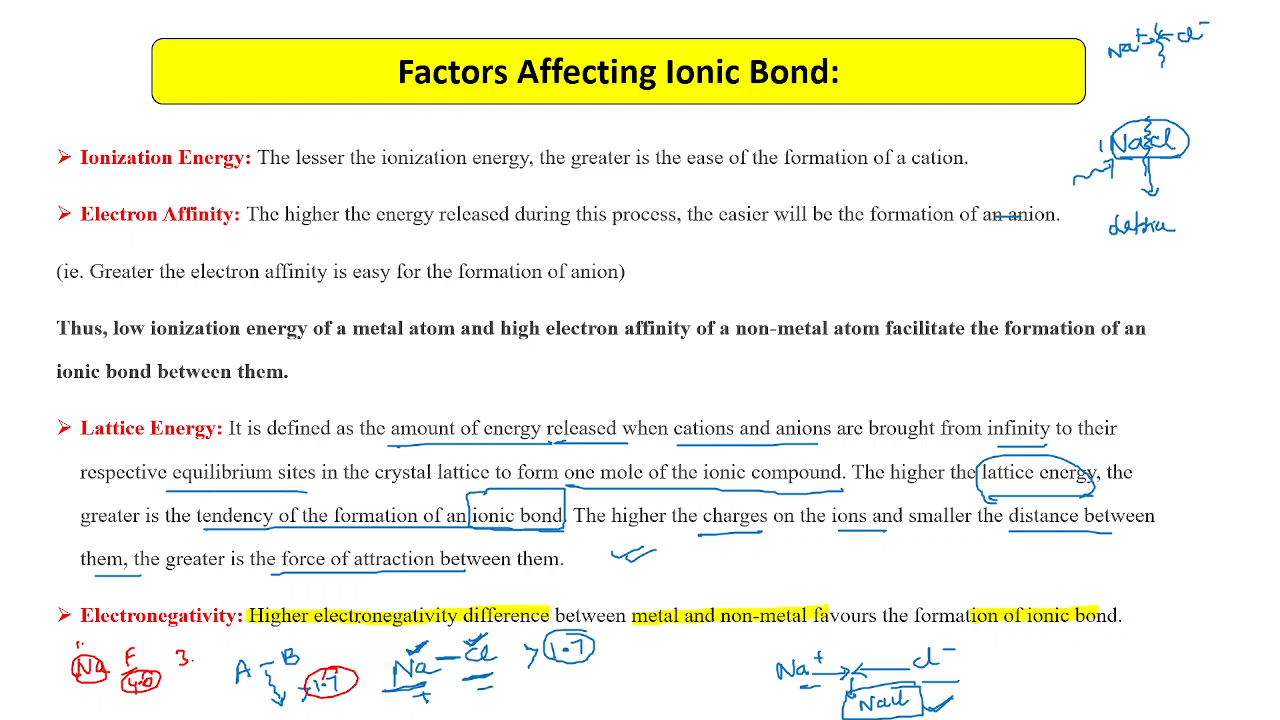 Factors Affecting Ionic Bond:
Na+ Cl-
➢ Ionization Energy: The lesser the ionization energy, the greater is the ease of the formation of a cation.
1 NaCl
➢ Electron Affinity: The higher the energy released during this process, the easier will be the formation of an anion.
(ie. Greater the electron affinity is easy for the formation of anion)
Thus, low ionization energy of a metal atom and high electron affinity of a non-metal atom facilitate the formation of an
ionic bond between them.
➢ Lattice Energy: It is defined as the amount of energy released when cations and anions are brought from infinity to their
respective equilibrium sites in the crystal lattice to form one mole of the ionic compound. The higher the lattice energy, the
greater is the tendency of the formation of an ionic bond. The higher the charges on the ions and smaller the distance between
them, the greater is the force of attraction between them.
➢ Electronegativity: Higher electronegativity difference between metal and non-metal favours the formation of ionic bond.
Na F 3. A – B Na – Cl > 1.7 Na+ Cl-
4.0 >1.7 + NaCl